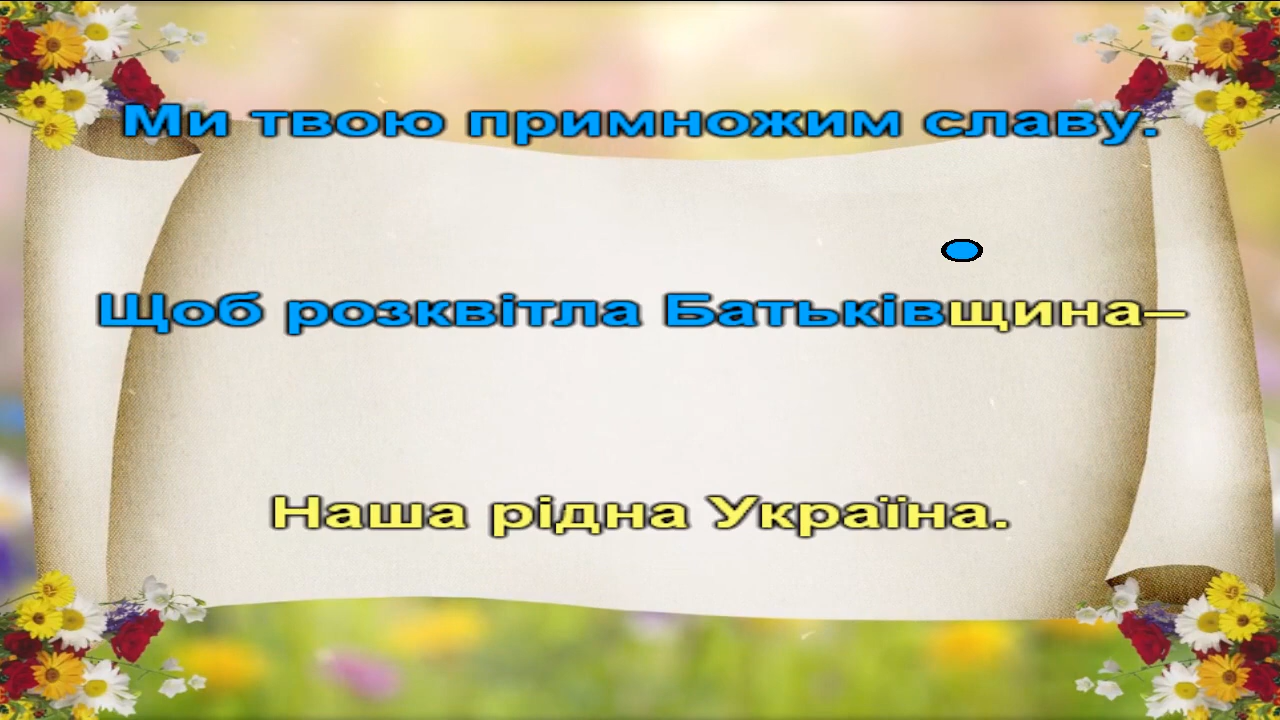 Ми твою примножим славу.
Щоб розквітла Батьківщина–
Наша рідна Україна.